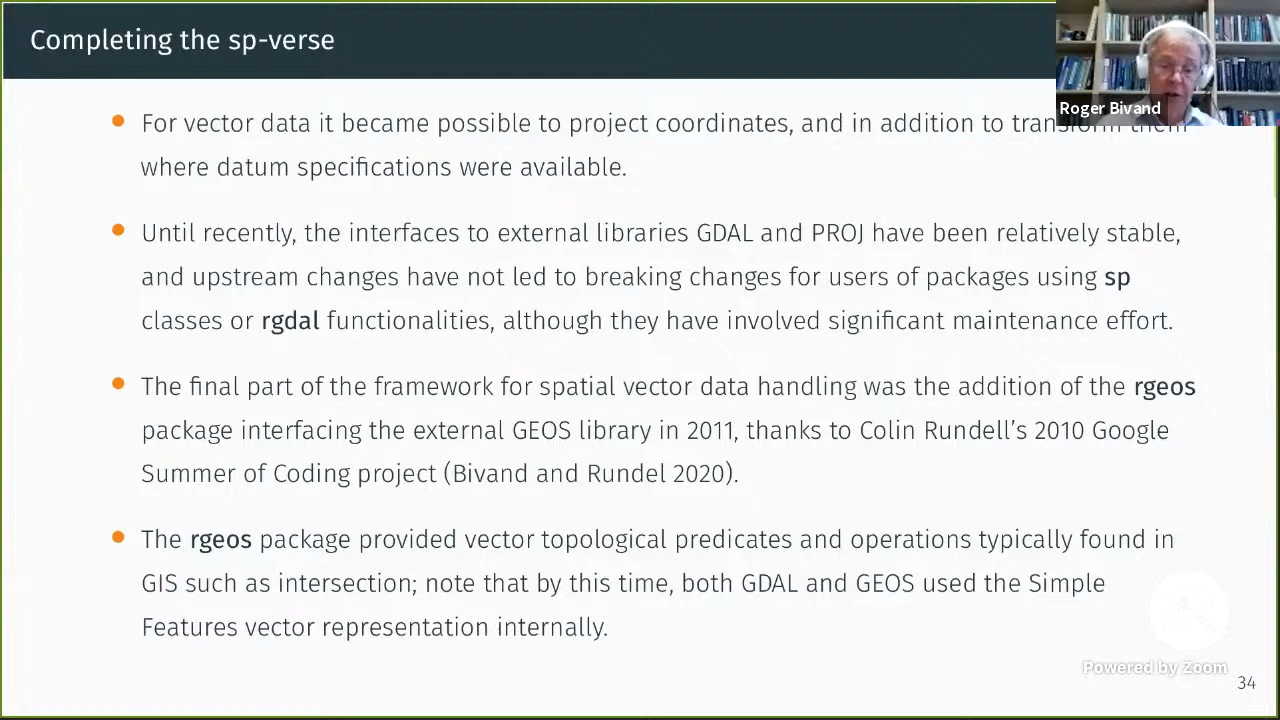 Completing the sp-verse
Roger Bivand
For vector data it became possible to project coordinates, and in addition to transform them
where datum specifications were available.
Until recently, the interfaces to external libraries GDAL and PROJ have been relatively stable,
and upstream changes have not led to breaking changes for users of packages using sp
classes or rgdal functionalities, although they have involved significant maintenance effort.
The final part of the framework for spatial vector data handling was the addition of the rgeos
package interfacing the external GEOS library in 2011, thanks to Colin Rundell’s 2010 Google
Summer of Coding project (Bivand and Rundel 2020).
The rgeos package provided vector topological predicates and operations typically found in
GIS such as intersection; note that by this time, both GDAL and GEOS used the Simple
Features vector representation internally.
Powered by Zoom
34